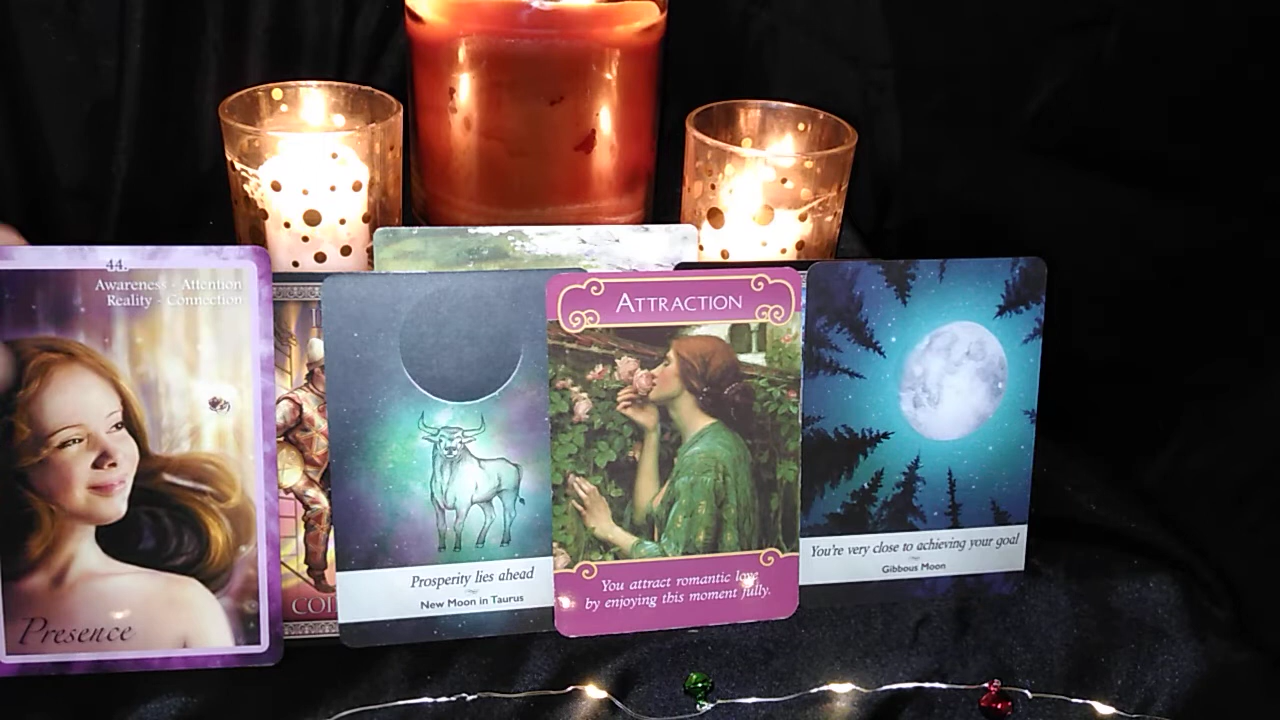 44.
Awareness - Attention
Reality - Connection
Presence
Prosperity lies ahead
New Moon in Taurus
ATTRACTION
You attract romantic love
by enjoying this moment fully.
You're very close to achieving your goal
Gibbous Moon